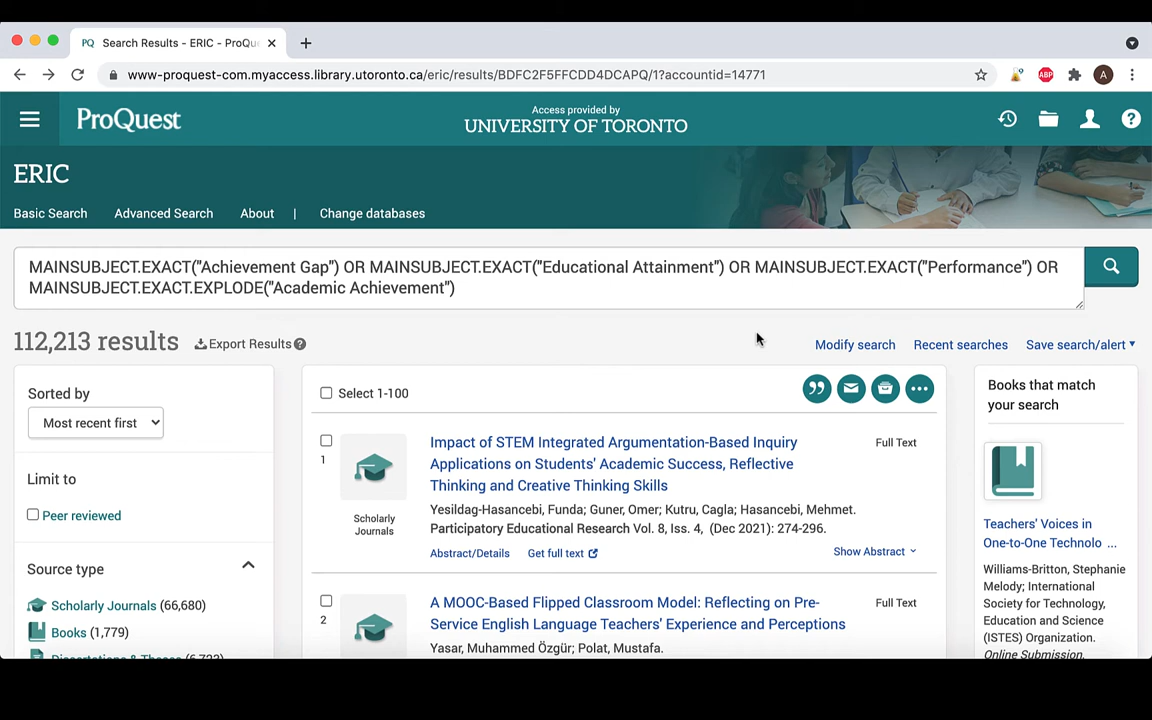 PQ Search Results - ERIC - ProQu
www-proquest-com.myaccess.library.utoronto.ca/eric/results/BDFC2F5FFCDD4DCAPQ/1?accountid=14771
ABP
A
ProQuest
Access provided by
UNIVERSITY OF TORONTO
ERIC
Basic Search
Advanced Search
About
|
Change databases
MAINSUBJECT.EXACT("Achievement Gap") OR MAINSUBJECT.EXACT("Educational Attainment") OR MAINSUBJECT.EXACT("Performance") OR
MAINSUBJECT.EXACT.EXPLODE("Academic Achievement")
112,213 results
Export Results
Modify search
Recent searches
Save search/alert
Sorted by
Most recent first
Limit to
Peer reviewed
Source type
Scholarly Journals (66,680)
Books (1,779)
Dissertations & Theses (6,723)
Select 1-100
1
Scholarly
Journals
Impact of STEM Integrated Argumentation-Based Inquiry
Applications on Students' Academic Success, Reflective
Thinking and Creative Thinking Skills
Full Text
Yesildag-Hasancebi, Funda; Guner, Omer; Kutru, Cagla; Hasancebi, Mehmet.
Participatory Educational Research Vol. 8, Iss. 4, (Dec 2021): 274-296.
Abstract/Details
Get full text
Show Abstract
2
A MOOC-Based Flipped Classroom Model: Reflecting on Pre-
Service English Language Teachers' Experience and Perceptions
Full Text
Yasar, Muhammed Özgür; Polat, Mustafa.
Books that match
your search
Teachers' Voices in
One-to-One Technolo ...
Williams-Britton, Stephanie
Melody; International
Society for Technology,
Education and Science
(ISTES) Organization.
Online Submission,